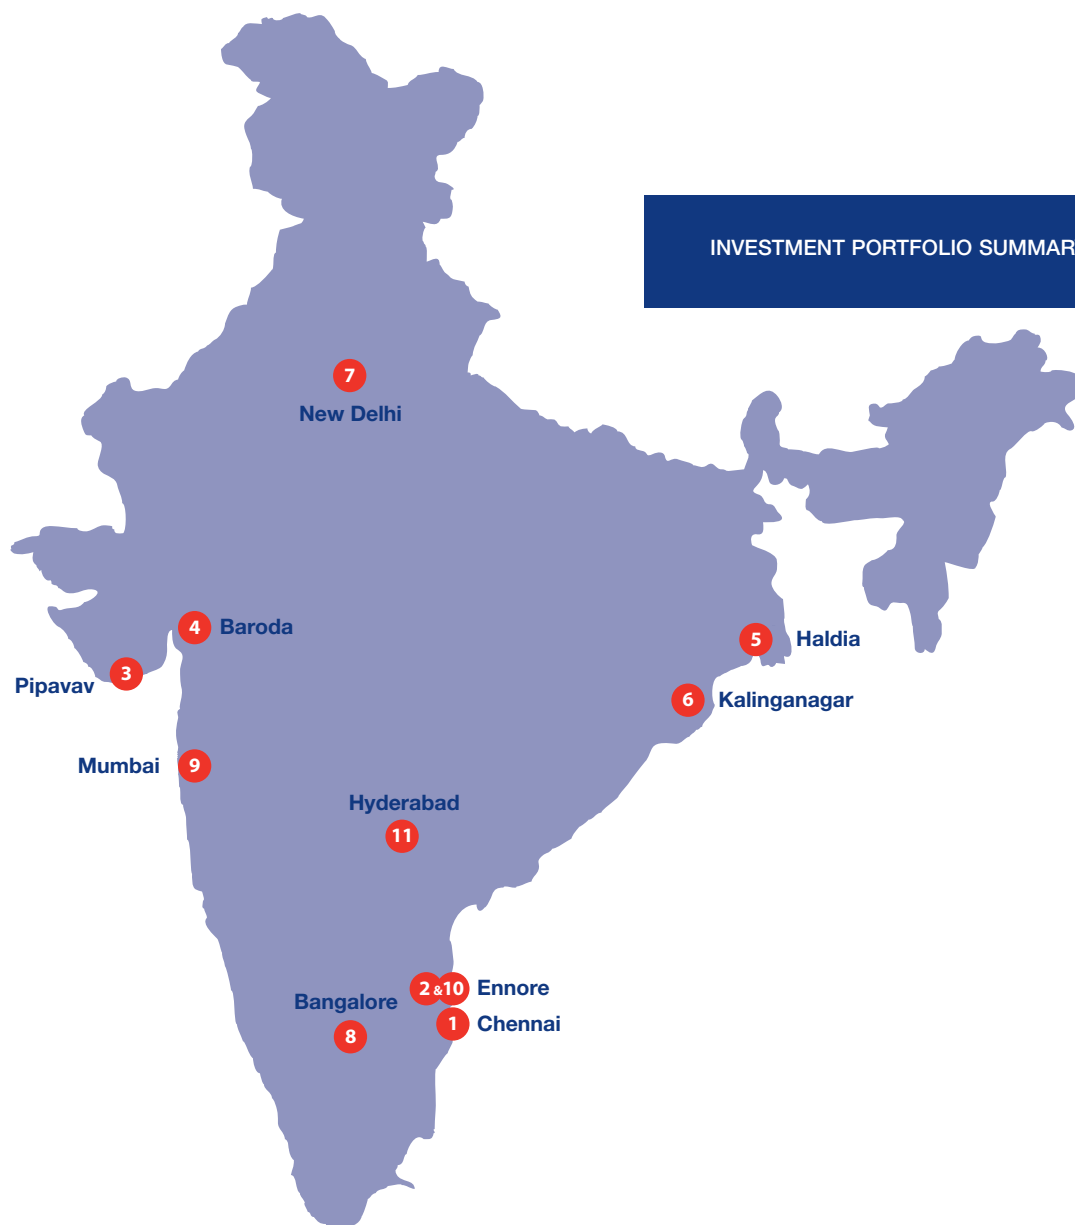 INVESTMENT PORTFOLIO SUMMAR
7
New Delhi
4 Baroda
5 Haldia
3
Pipavav
6 Kalinganagar
Mumbai 9
Hyderabad
11
2 & 10 Ennore
Bangalore
1 Chennai
8